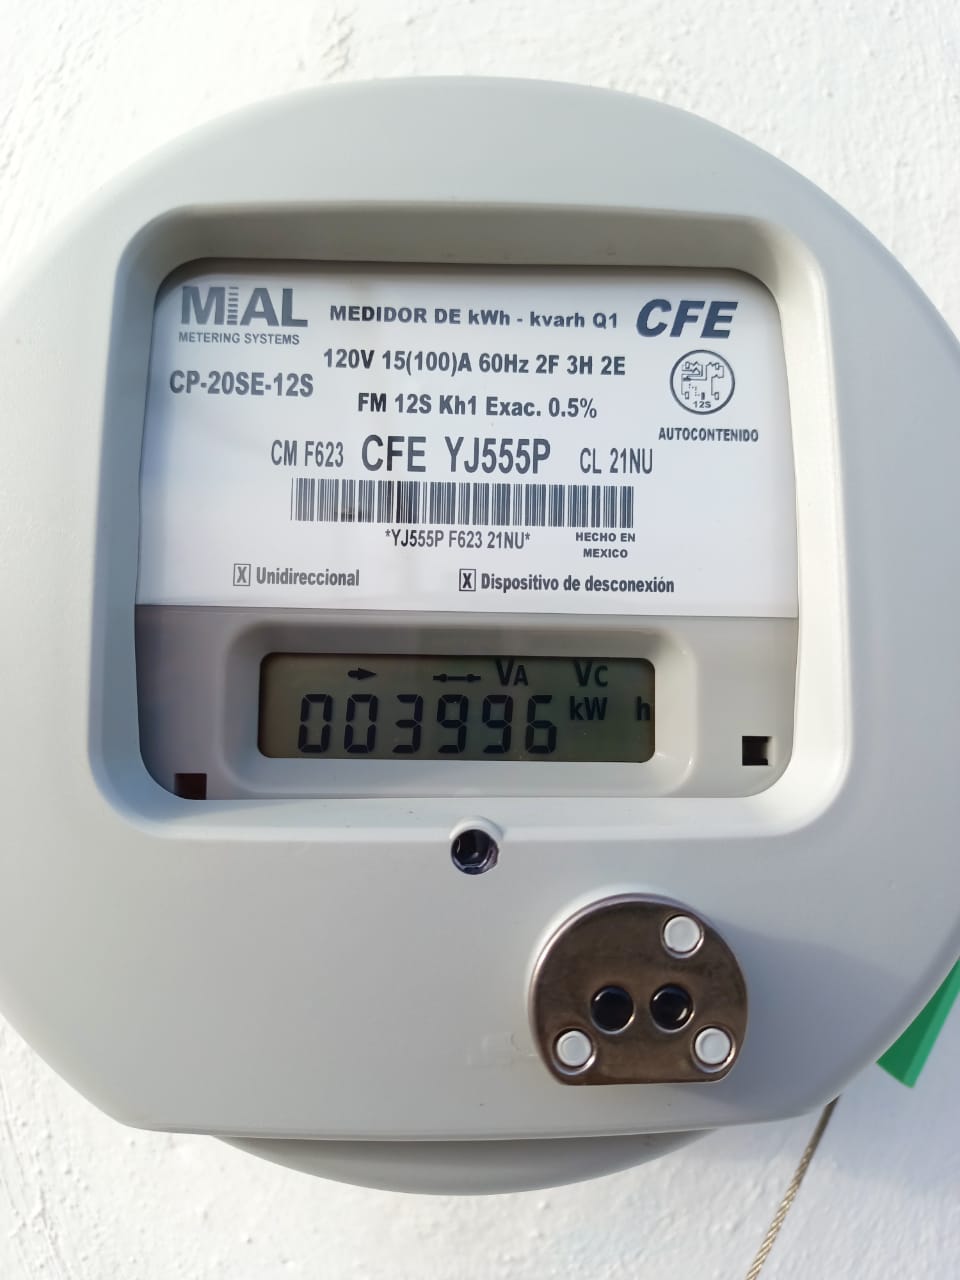 MIAL
METERING SYSTEMS
MEDIDOR DE kWh - kvarh Q1
CFE
120V 15(100)A 60Hz 2F 3H 2E
CP-20SE-12S
FM 12S Kh1 Exac. 0.5%
12S
AUTOCONTENIDO
CM F623 CFE YJ555P CL 21NU
*YJ555P F623 21NU*
HECHO EN
MEXICO
X Unidireccional
X Dispositivo de desconexión
VA VC
003996 kW h